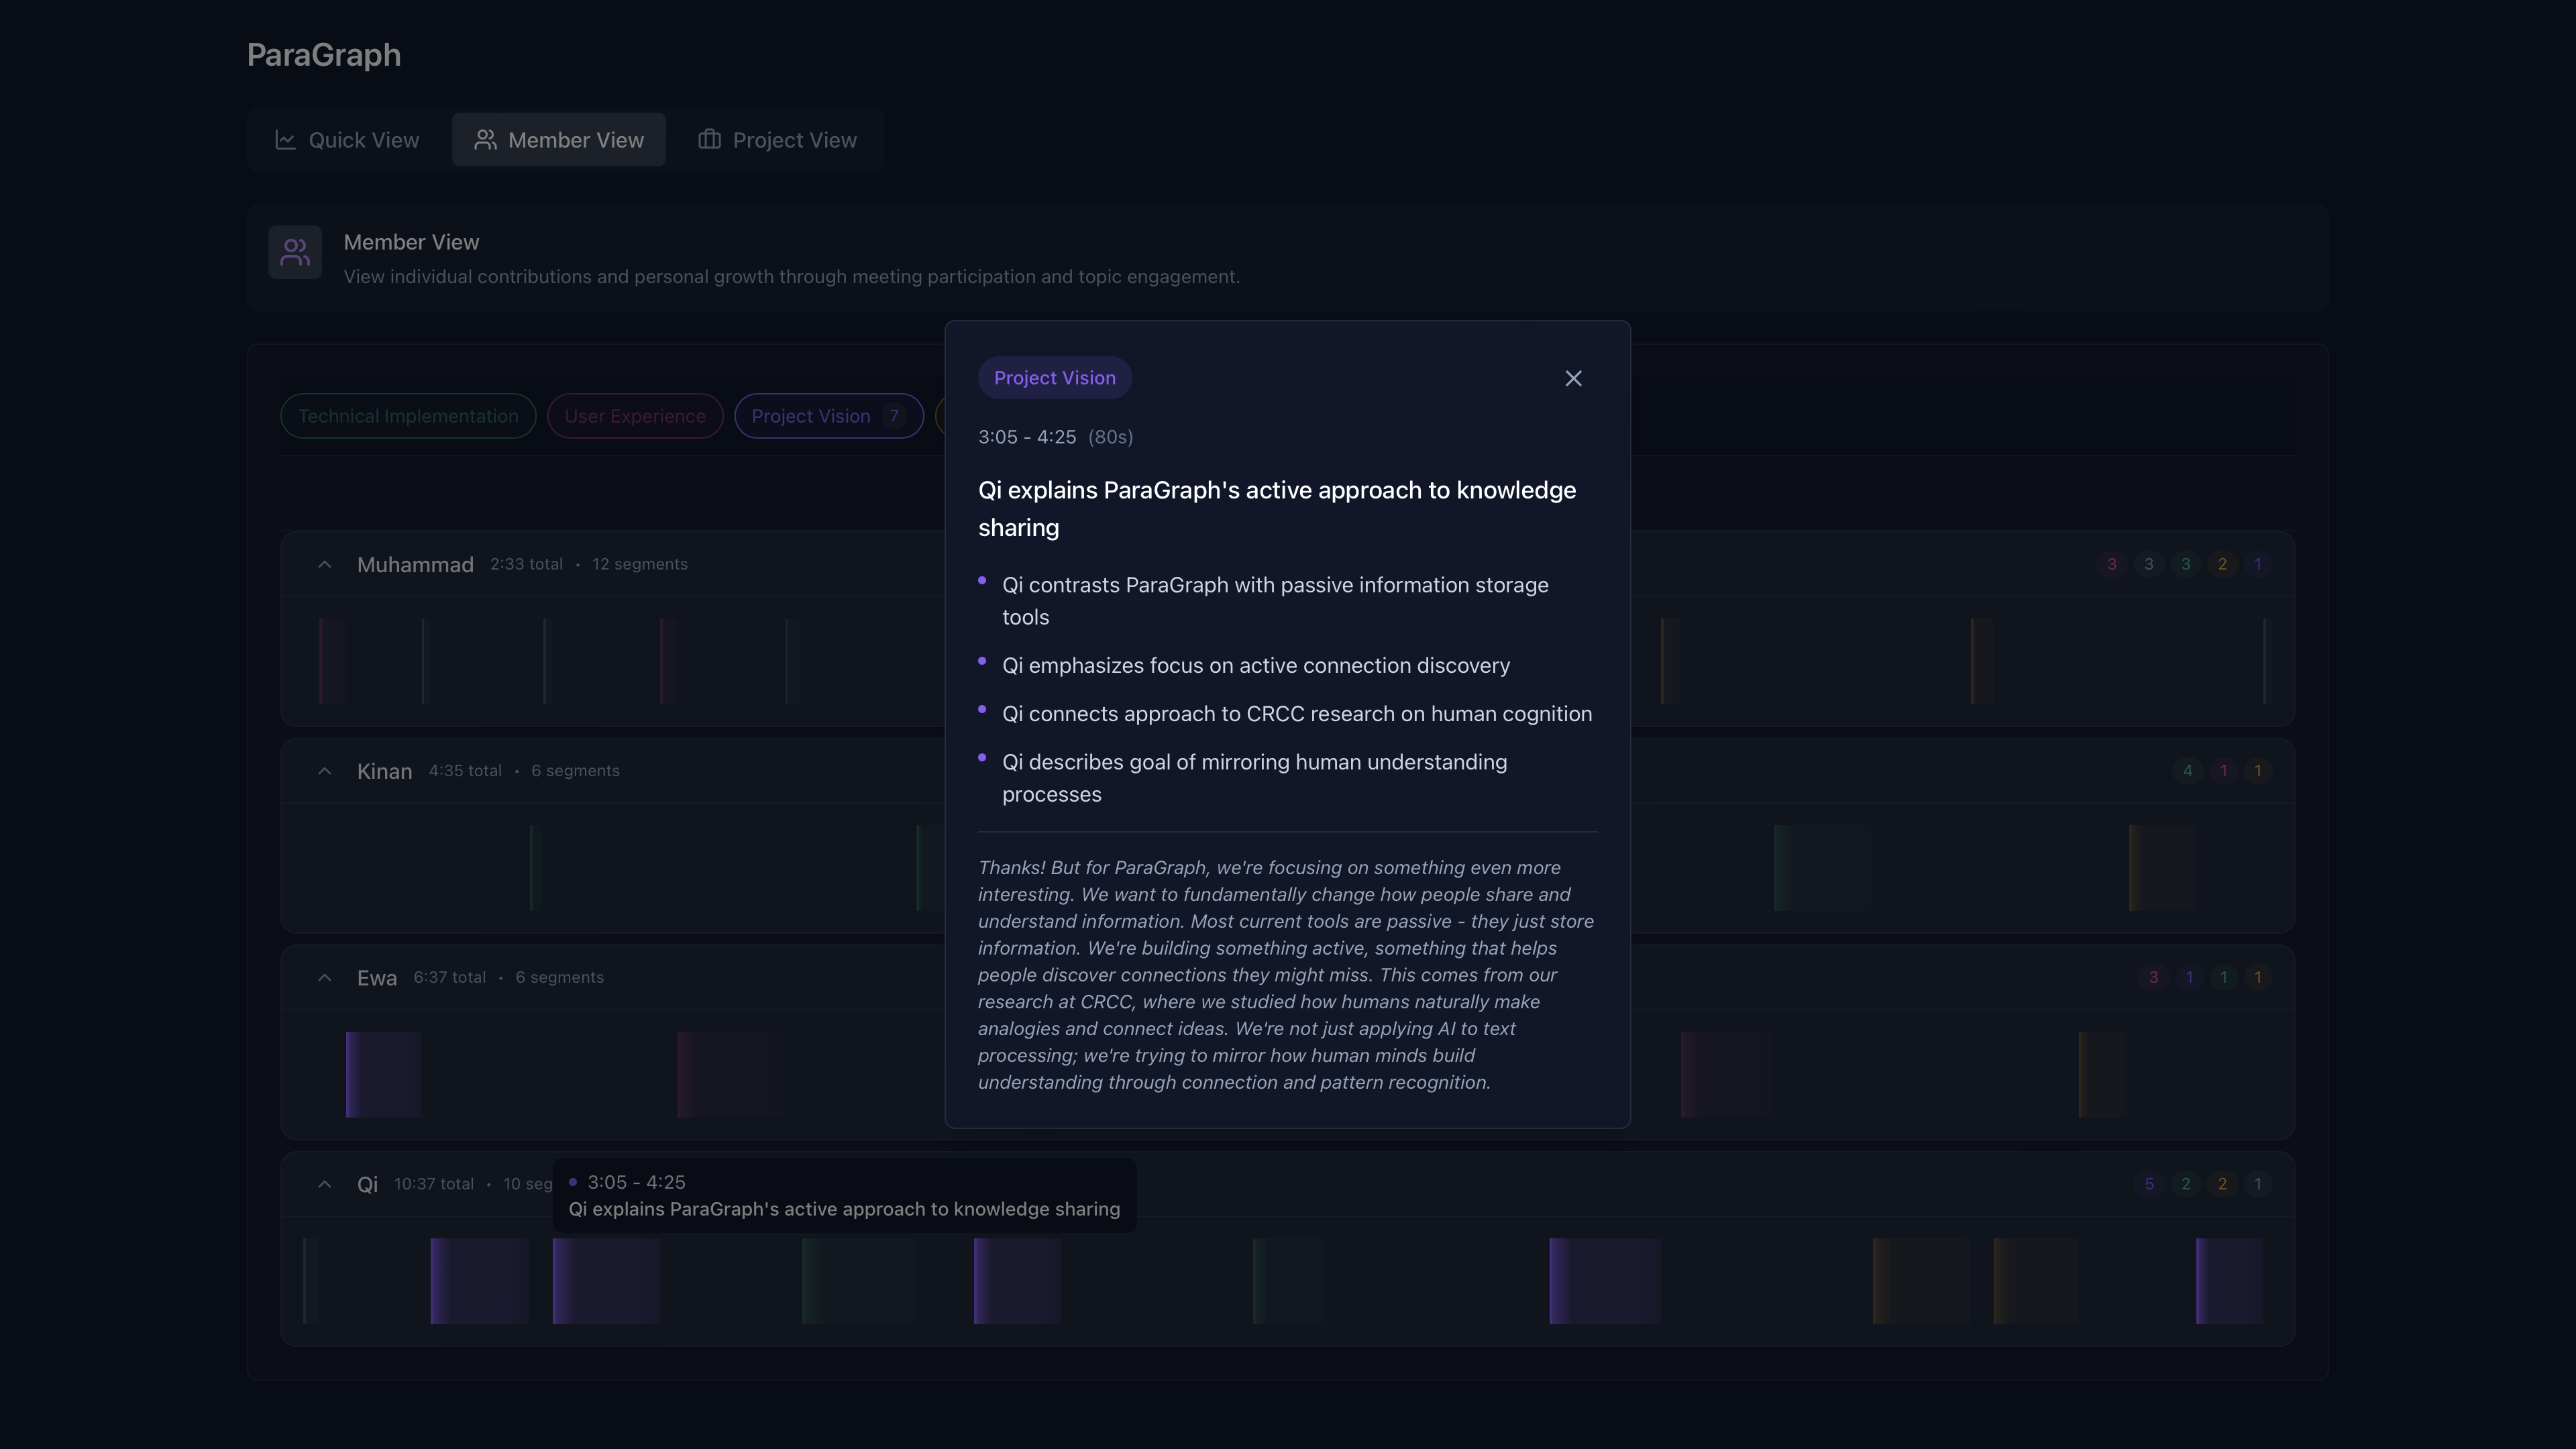 ParaGraph
Quick View
Member View
Project View
Member View
View individual contributions and personal growth through meeting participation and topic engagement.
Technical Implementation
User Experience
Project Vision 7
Project Vision
3:05 - 4:25 (80s)
Qi explains ParaGraph's active approach to knowledge
sharing
Qi contrasts ParaGraph with passive information storage
tools
Qi emphasizes focus on active connection discovery
Qi connects approach to CRCC research on human cognition
Qi describes goal of mirroring human understanding
processes
Thanks! But for ParaGraph, we're focusing on something even more
interesting. We want to fundamentally change how people share and
understand information. Most current tools are passive - they just store
information. We're building something active, something that helps
people discover connections they might miss. This comes from our
research at CRCC, where we studied how humans naturally make
analogies and connect ideas. We're not just applying AI to text
processing; we're trying to mirror how human minds build
understanding through connection and pattern recognition.
Muhammad 2:33 total • 12 segments
3 3 3 2 1
Kinan 4:35 total • 6 segments
4 1 1
Ewa 6:37 total • 6 segments
3 1 1 1
Qi 10:37 total • 10 seg
5 2 2 1
3:05 - 4:25
Qi explains ParaGraph's active approach to knowledge sharing